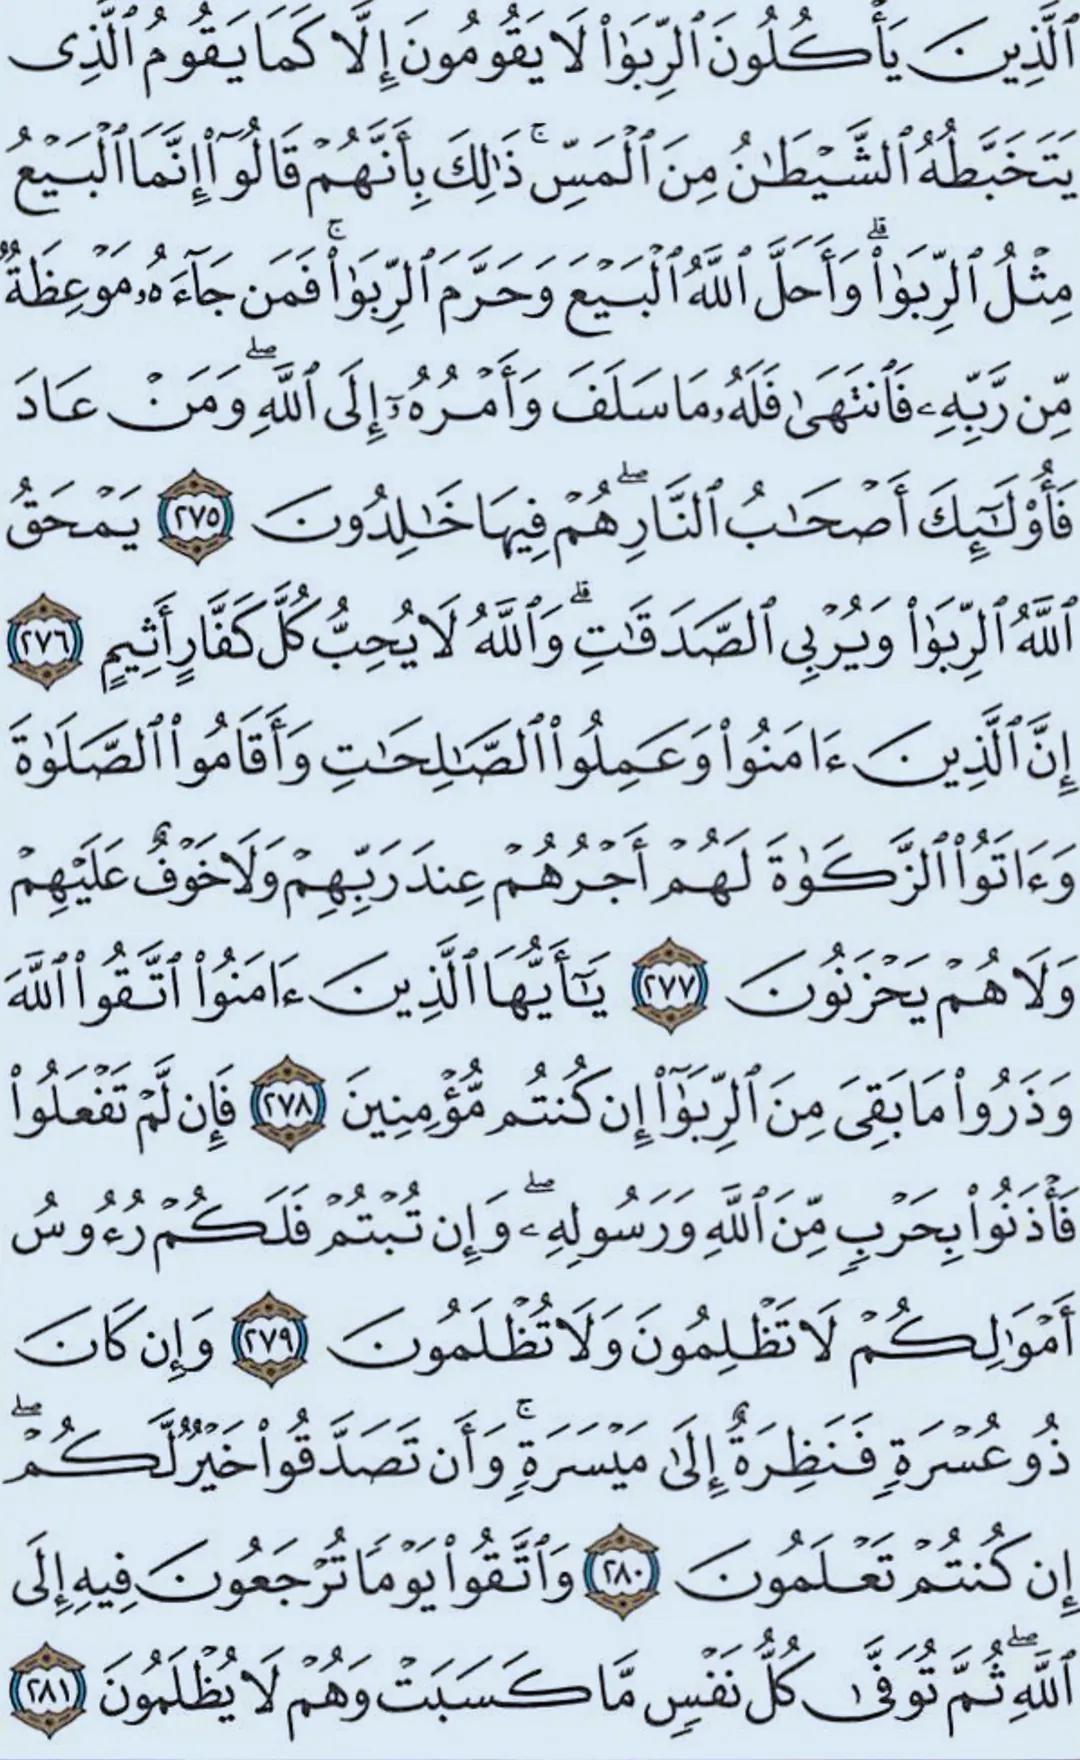 ٱلَّذِينَ يَأْكُلُونَ ٱلرِّبَوٰا۟ لَا يَقُومُونَ إِلَّا كَمَا يَقُومُ ٱلَّذِى
يَتَخَبَّطُهُ ٱلشَّيْطَـٰنُ مِنَ ٱلْمَسِّ ۚ ذَٰلِكَ بِأَنَّهُمْ قَالُوٓا۟ إِنَّمَا ٱلْبَيْعُ
مِثْلُ ٱلرِّبَوٰا۟ ۗ وَأَحَلَّ ٱللَّهُ ٱلْبَيْعَ وَحَرَّمَ ٱلرِّبَوٰا۟ ۚ فَمَن جَآءَهُۥ مَوْعِظَةٌ
مِّن رَّبِّهِۦ فَٱنتَهَىٰ فَلَهُۥ مَا سَلَفَ وَأَمْرُهُۥٓ إِلَى ٱللَّهِ ۖ وَمَنْ عَادَ
فَأُو۟لَـٰٓئِكَ أَصْحَـٰبُ ٱلنَّارِ ۖ هُمْ فِيهَا خَـٰلِدُونَ ٢٧٥ يَمْحَقُ
ٱللَّهُ ٱلرِّبَوٰا۟ وَيُرْبِى ٱلصَّدَقَـٰتِ ۗ وَٱللَّهُ لَا يُحِبُّ كُلَّ كَفَّارٍ أَثِيمٍ ٢٧٦
إِنَّ ٱلَّذِينَ ءَامَنُوا۟ وَعَمِلُوا۟ ٱلصَّـٰلِحَـٰتِ وَأَقَامُوا۟ ٱلصَّلَوٰةَ
وَءَاتَوُا۟ ٱلزَّكَوٰةَ لَهُمْ أَجْرُهُمْ عِندَ رَبِّهِمْ وَلَا خَوْفٌ عَلَيْهِمْ
وَلَا هُمْ يَحْزَنُونَ ٢٧٧ يَـٰٓأَيُّهَا ٱلَّذِينَ ءَامَنُوا۟ ٱتَّقُوا۟ ٱللَّهَ
وَذَرُوا۟ مَا بَقِىَ مِنَ ٱلرِّبَوٰٓا۟ إِن كُنتُم مُّؤْمِنِينَ ٢٧٨ فَإِن لَّمْ تَفْعَلُوا۟
فَأْذَنُوا۟ بِحَرْبٍ مِّنَ ٱللَّهِ وَرَسُولِهِۦ ۖ وَإِن تُبْتُمْ فَلَكُمْ رُءُوسُ
أَمْوَٰلِكُمْ لَا تَظْلِمُونَ وَلَا تُظْلَمُونَ ٢٧٩ وَإِن كَانَ
ذُو عُسْرَةٍ فَنَظِرَةٌ إِلَىٰ مَيْسَرَةٍ ۚ وَأَن تَصَدَّقُوا۟ خَيْرٌ لَّكُمْ ۖ
إِن كُنتُمْ تَعْلَمُونَ ٢٨٠ وَٱتَّقُوا۟ يَوْمًا تُرْجَعُونَ فِيهِ إِلَى
ٱللَّهِ ۖ ثُمَّ تُوَفَّىٰ كُلُّ نَفْسٍ مَّا كَسَبَتْ وَهُمْ لَا يُظْلَمُونَ ٢٨١